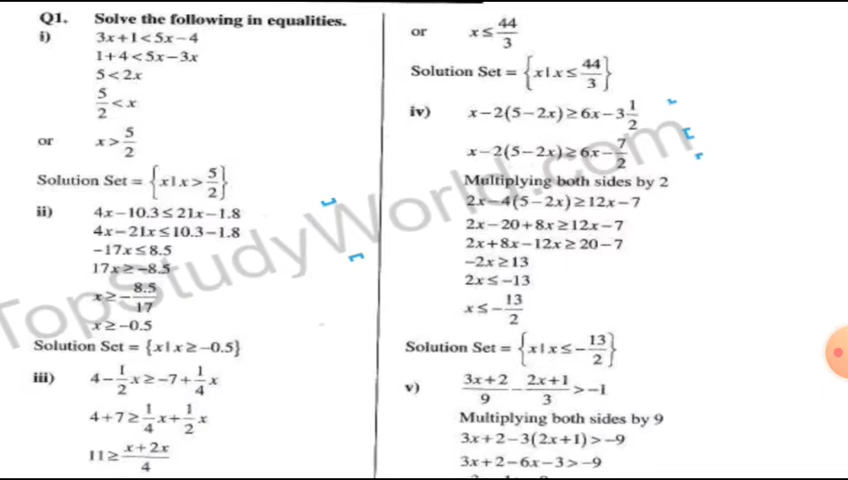 Q1. Solve the following in equalities.
i) 3x+1<5x−4
1+4<5x−3x
5<2x
5/2<x
or x>5/2
Solution Set = {x|x>5/2}
ii) 4x−10.3≤21x−1.8
4x−21x≤10.3−1.8
−17x≤8.5
17x≥−8.5
x≥−8.5/17
x≥−0.5
Solution Set = {x|x≥−0.5}
iii) 4−1/2x≥−7+1/4x
4+7≥1/4x+1/2x
11≥(x+2x)/4
or x≤44/3
Solution Set = {x|x≤44/3}
iv) x−2(5−2x)≥6x−3 1/2
x−2(5−2x)≥6x−7/2
Multiplying both sides by 2
2x−4(5−2x)≥12x−7
2x−20+8x≥12x−7
2x+8x−12x≥20−7
−2x≥13
2x≤−13
x≤−13/2
Solution Set = {x|x≤−13/2}
v) (3x+2)/9−(2x+1)/3>−1
Multiplying both sides by 9
3x+2−3(2x+1)>−9
3x+2−6x−3>−9
TopStudyWorld.com